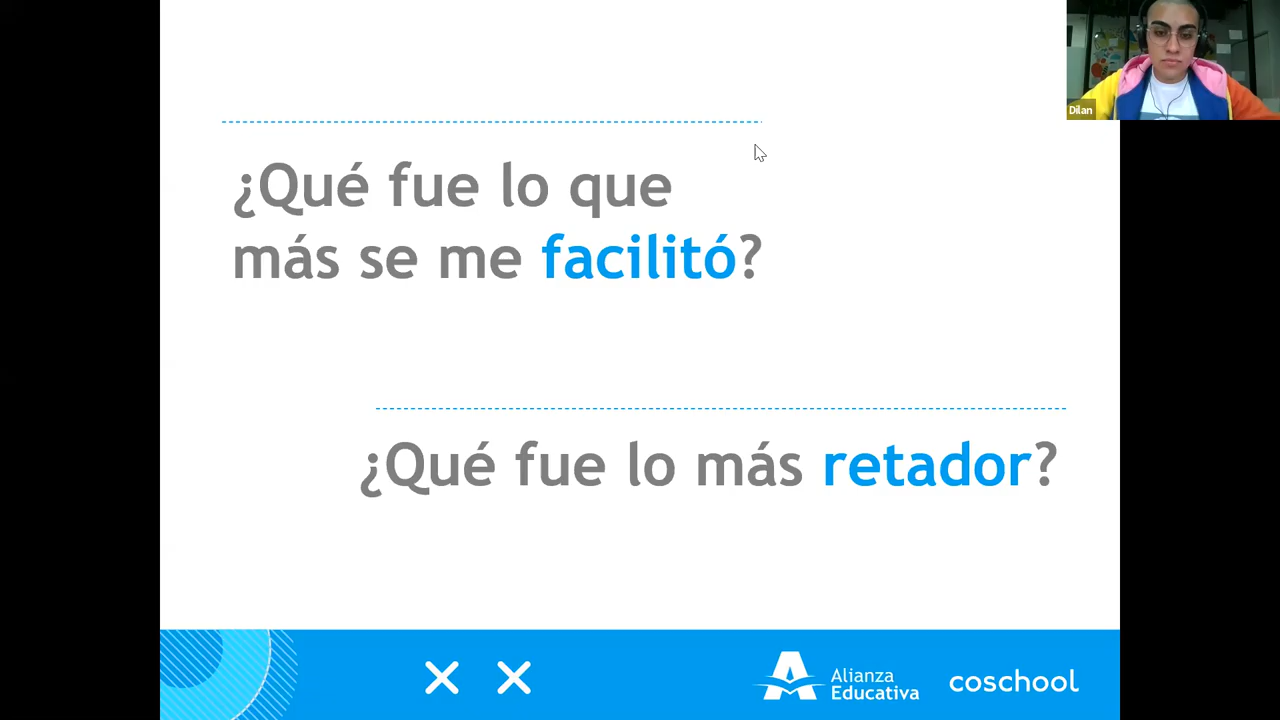 Dilan
¿Qué fue lo que
más se me facilitó?
¿Qué fue lo más retador?
Alianza
Educativa
coschool